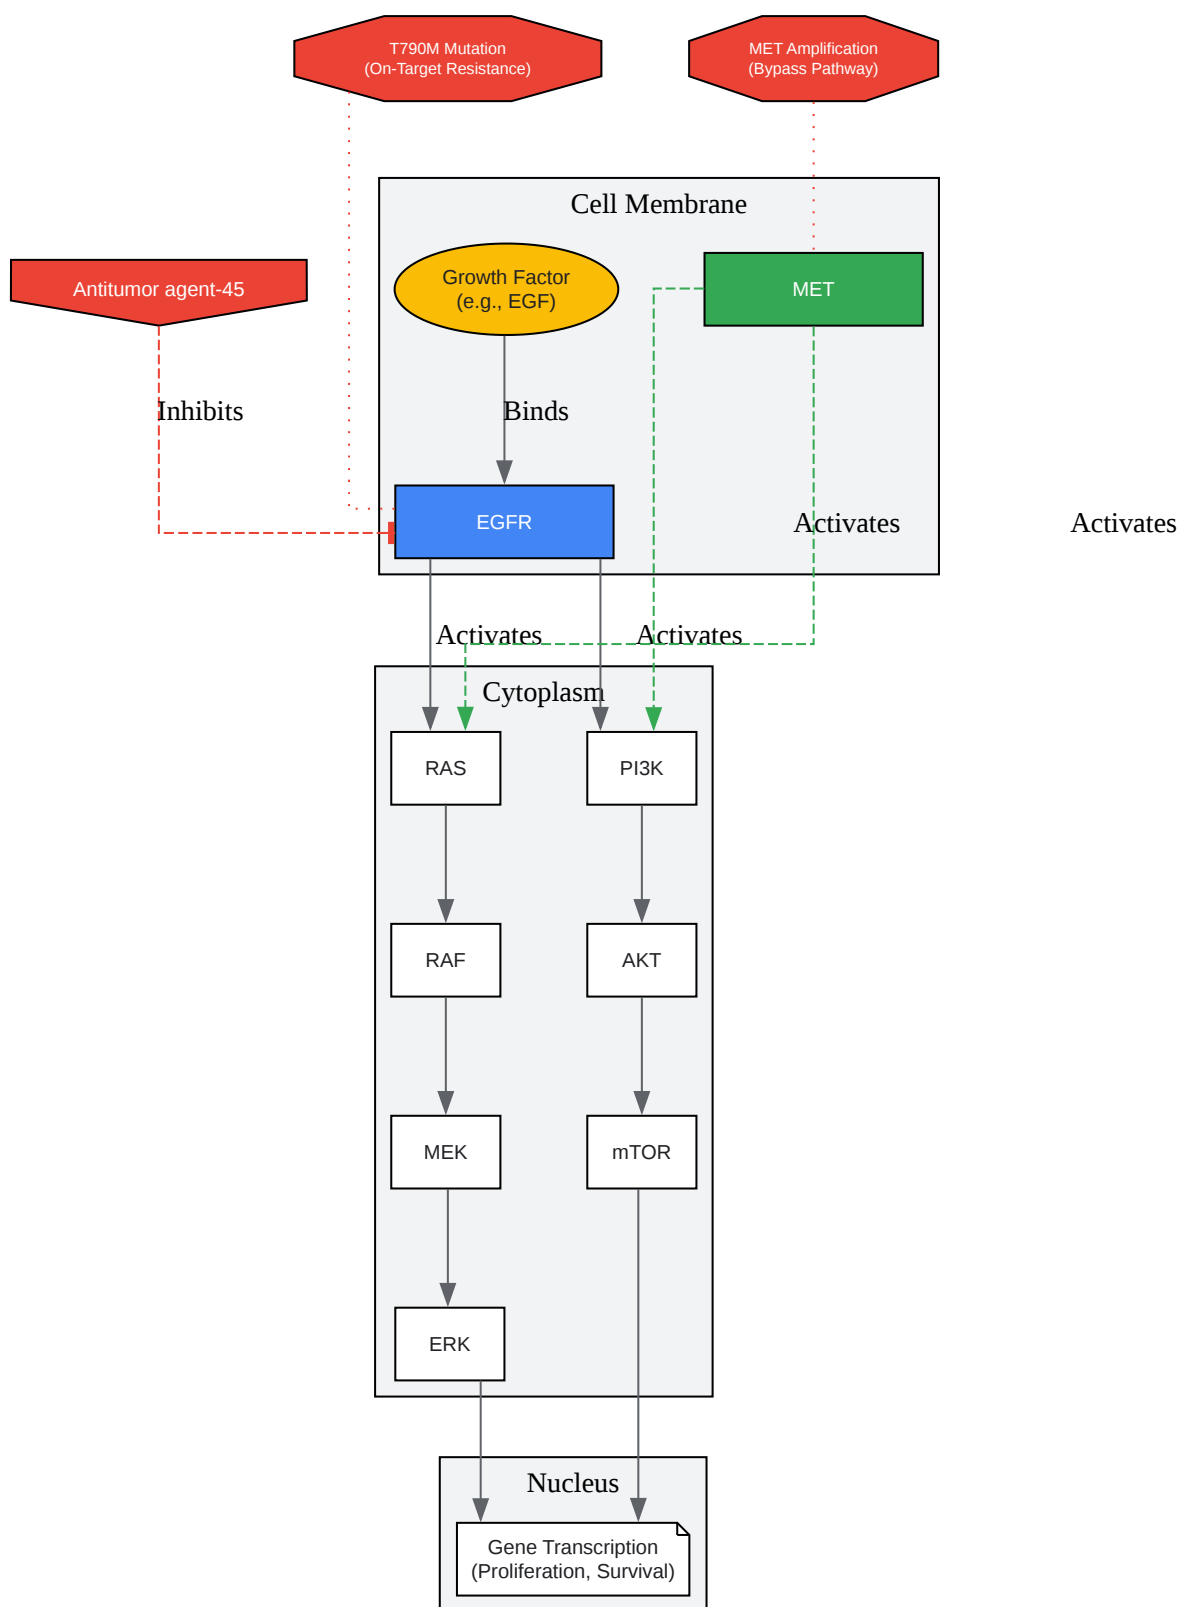 T790M Mutation
(On-Target Resistance)
MET Amplification
(Bypass Pathway)
Cell Membrane
Antitumor agent-45
Growth Factor
(e.g., EGF)
MET
Inhibits
Binds
EGFR
Activates
Activates
Activates
Activates
Cytoplasm
RAS
PI3K
RAF
AKT
MEK
mTOR
ERK
Nucleus
Gene Transcription
(Proliferation, Survival)